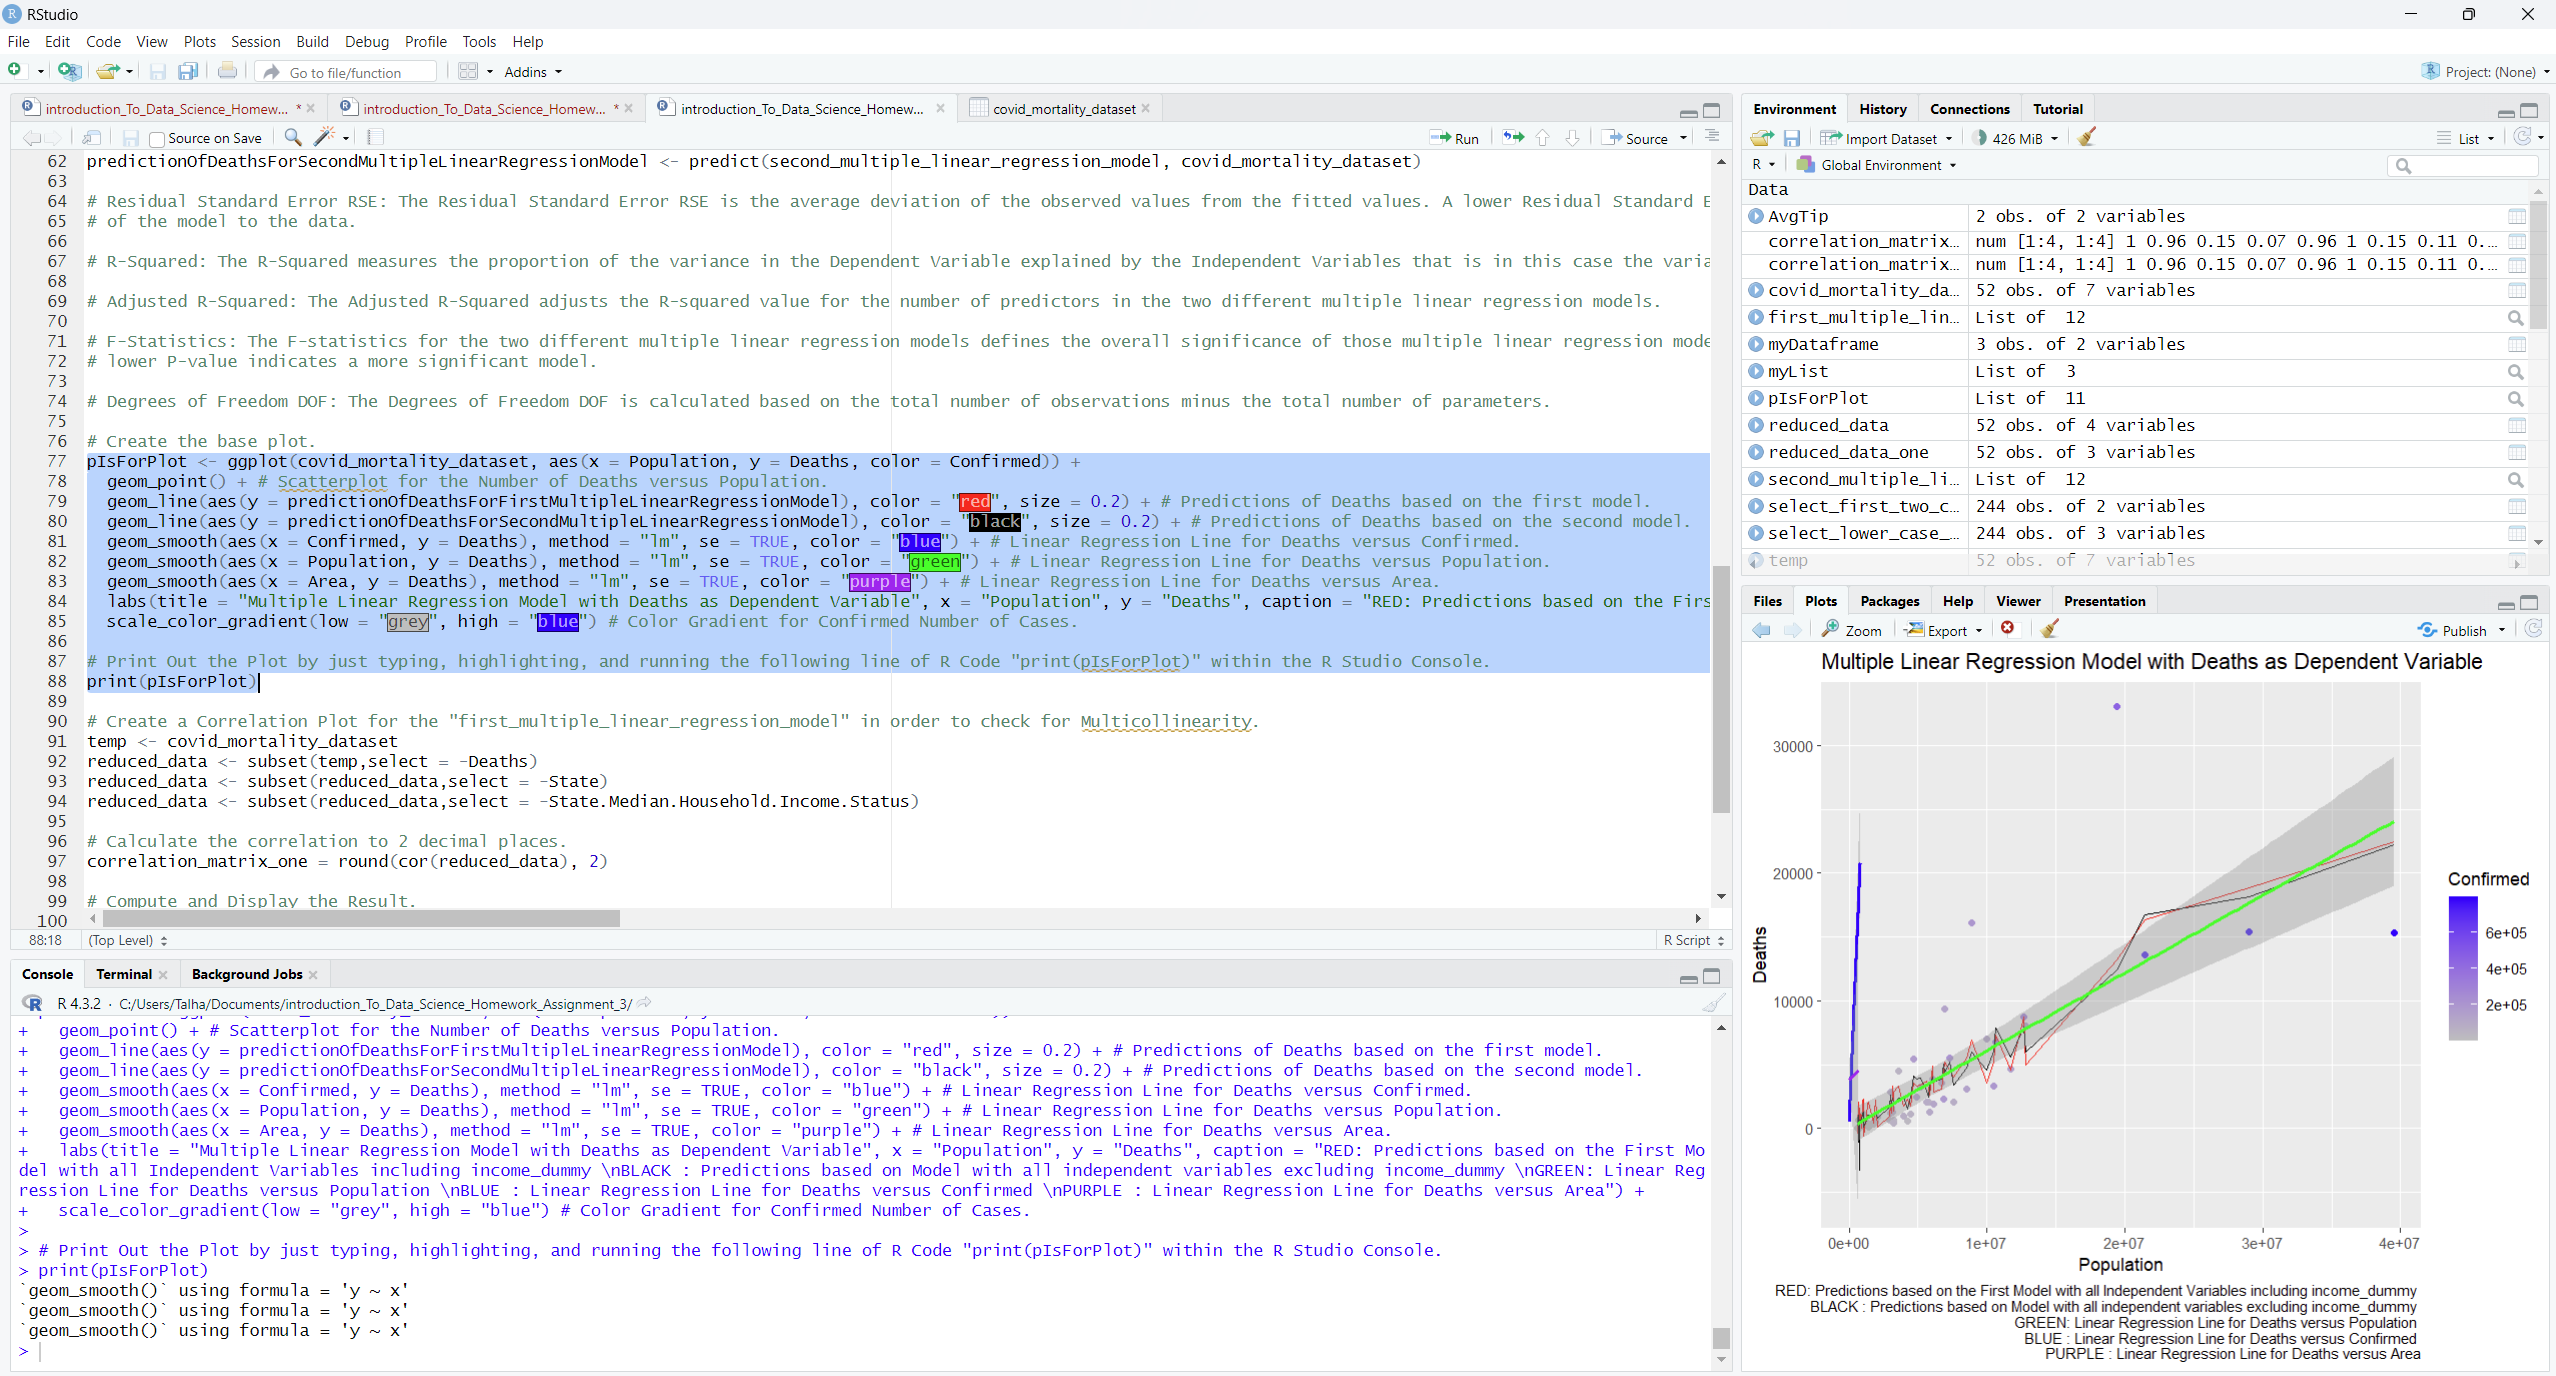 RStudio
File Edit Code View Plots Session Build Debug Profile Tools Help
Go to file/function Addins Project: (None)
introduction_To_Data_Science_Homew... * introduction_To_Data_Science_Homew... * introduction_To_Data_Science_Homew... covid_mortality_dataset
Source on Save Run Source
62 predictionOfDeathsForSecondMultipleLinearRegressionModel <- predict(second_multiple_linear_regression_model, covid_mortality_dataset)
63
64 # Residual Standard Error RSE: The Residual Standard Error RSE is the average deviation of the observed values from the fitted values. A lower Residual Standard E
65 # of the model to the data.
66
67 # R-Squared: The R-Squared measures the proportion of the variance in the Dependent Variable explained by the Independent Variables that is in this case the varia
68
69 # Adjusted R-Squared: The Adjusted R-Squared adjusts the R-squared value for the number of predictors in the two different multiple linear regression models.
70
71 # F-Statistics: The F-statistics for the two different multiple linear regression models defines the overall significance of those multiple linear regression mode
72 # lower P-value indicates a more significant model.
73
74 # Degrees of Freedom DOF: The Degrees of Freedom DOF is calculated based on the total number of observations minus the total number of parameters.
75
76 # Create the base plot.
77 pIsForPlot <- ggplot(covid_mortality_dataset, aes(x = Population, y = Deaths, color = Confirmed)) +
78 geom_point() + # Scatterplot for the Number of Deaths versus Population.
79 geom_line(aes(y = predictionOfDeathsForFirstMultipleLinearRegressionModel), color = "red", size = 0.2) + # Predictions of Deaths based on the first model.
80 geom_line(aes(y = predictionOfDeathsForSecondMultipleLinearRegressionModel), color = "black", size = 0.2) + # Predictions of Deaths based on the second model.
81 geom_smooth(aes(x = Confirmed, y = Deaths), method = "lm", se = TRUE, color = "blue") + # Linear Regression Line for Deaths versus Confirmed.
82 geom_smooth(aes(x = Population, y = Deaths), method = "lm", se = TRUE, color = "green") + # Linear Regression Line for Deaths versus Population.
83 geom_smooth(aes(x = Area, y = Deaths), method = "lm", se = TRUE, color = "purple") + # Linear Regression Line for Deaths versus Area.
84 labs(title = "Multiple Linear Regression Model with Deaths as Dependent Variable", x = "Population", y = "Deaths", caption = "RED: Predictions based on the Firs
85 scale_color_gradient(low = "grey", high = "blue") # Color Gradient for Confirmed Number of Cases.
86
87 # Print Out the Plot by just typing, highlighting, and running the following line of R Code "print(pIsForPlot)" within the R Studio Console.
88 print(pIsForPlot)
89
90 # Create a Correlation Plot for the "first_multiple_linear_regression_model" in order to check for Multicollinearity.
91 temp <- covid_mortality_dataset
92 reduced_data <- subset(temp,select = -Deaths)
93 reduced_data <- subset(reduced_data,select = -State)
94 reduced_data <- subset(reduced_data,select = -State.Median.Household.Income.Status)
95
96 # Calculate the correlation to 2 decimal places.
97 correlation_matrix_one = round(cor(reduced_data), 2)
98
99 # Compute and Display the Result.
100
88:18 (Top Level) R Script
Console Terminal Background Jobs
R 4.3.2 · C:/Users/Talha/Documents/introduction_To_Data_Science_Homework_Assignment_3/
+ geom_point() + # Scatterplot for the Number of Deaths versus Population.
+ geom_line(aes(y = predictionOfDeathsForFirstMultipleLinearRegressionModel), color = "red", size = 0.2) + # Predictions of Deaths based on the first model.
+ geom_line(aes(y = predictionOfDeathsForSecondMultipleLinearRegressionModel), color = "black", size = 0.2) + # Predictions of Deaths based on the second model.
+ geom_smooth(aes(x = Confirmed, y = Deaths), method = "lm", se = TRUE, color = "blue") + # Linear Regression Line for Deaths versus Confirmed.
+ geom_smooth(aes(x = Population, y = Deaths), method = "lm", se = TRUE, color = "green") + # Linear Regression Line for Deaths versus Population.
+ geom_smooth(aes(x = Area, y = Deaths), method = "lm", se = TRUE, color = "purple") + # Linear Regression Line for Deaths versus Area.
+ labs(title = "Multiple Linear Regression Model with Deaths as Dependent Variable", x = "Population", y = "Deaths", caption = "RED: Predictions based on the First Mo
del with all Independent Variables including income_dummy \nBLACK : Predictions based on Model with all independent variables excluding income_dummy \nGREEN: Linear Reg
ression Line for Deaths versus Population \nBLUE : Linear Regression Line for Deaths versus Confirmed \nPURPLE : Linear Regression Line for Deaths versus Area") +
+ scale_color_gradient(low = "grey", high = "blue") # Color Gradient for Confirmed Number of Cases.
>
> # Print Out the Plot by just typing, highlighting, and running the following line of R Code "print(pIsForPlot)" within the R Studio Console.
> print(pIsForPlot)
`geom_smooth()` using formula = 'y ~ x'
`geom_smooth()` using formula = 'y ~ x'
`geom_smooth()` using formula = 'y ~ x'
>
Environment History Connections Tutorial
Import Dataset 426 MiB List
R Global Environment
Data
AvgTip 2 obs. of 2 variables
correlation_matrix... num [1:4, 1:4] 1 0.96 0.15 0.07 0.96 1 0.15 0.11 0...
correlation_matrix... num [1:4, 1:4] 1 0.96 0.15 0.07 0.96 1 0.15 0.11 0...
covid_mortality_da... 52 obs. of 7 variables
first_multiple_lin... List of 12
myDataframe 3 obs. of 2 variables
myList List of 3
pIsForPlot List of 11
reduced_data 52 obs. of 4 variables
reduced_data_one 52 obs. of 3 variables
second_multiple_li... List of 12
select_first_two_c... 244 obs. of 2 variables
select_lower_case_... 244 obs. of 3 variables
temp 52 obs. of 7 variables
Files Plots Packages Help Viewer Presentation
Zoom Export Publish
Multiple Linear Regression Model with Deaths as Dependent Variable
30000
20000
10000
0
Deaths
0e+00 1e+07 2e+07 3e+07 4e+07
Population
Confirmed
6e+05
4e+05
2e+05
RED: Predictions based on the First Model with all Independent Variables including income_dummy
BLACK : Predictions based on Model with all independent variables excluding income_dummy
GREEN: Linear Regression Line for Deaths versus Population
BLUE : Linear Regression Line for Deaths versus Confirmed
PURPLE : Linear Regression Line for Deaths versus Area